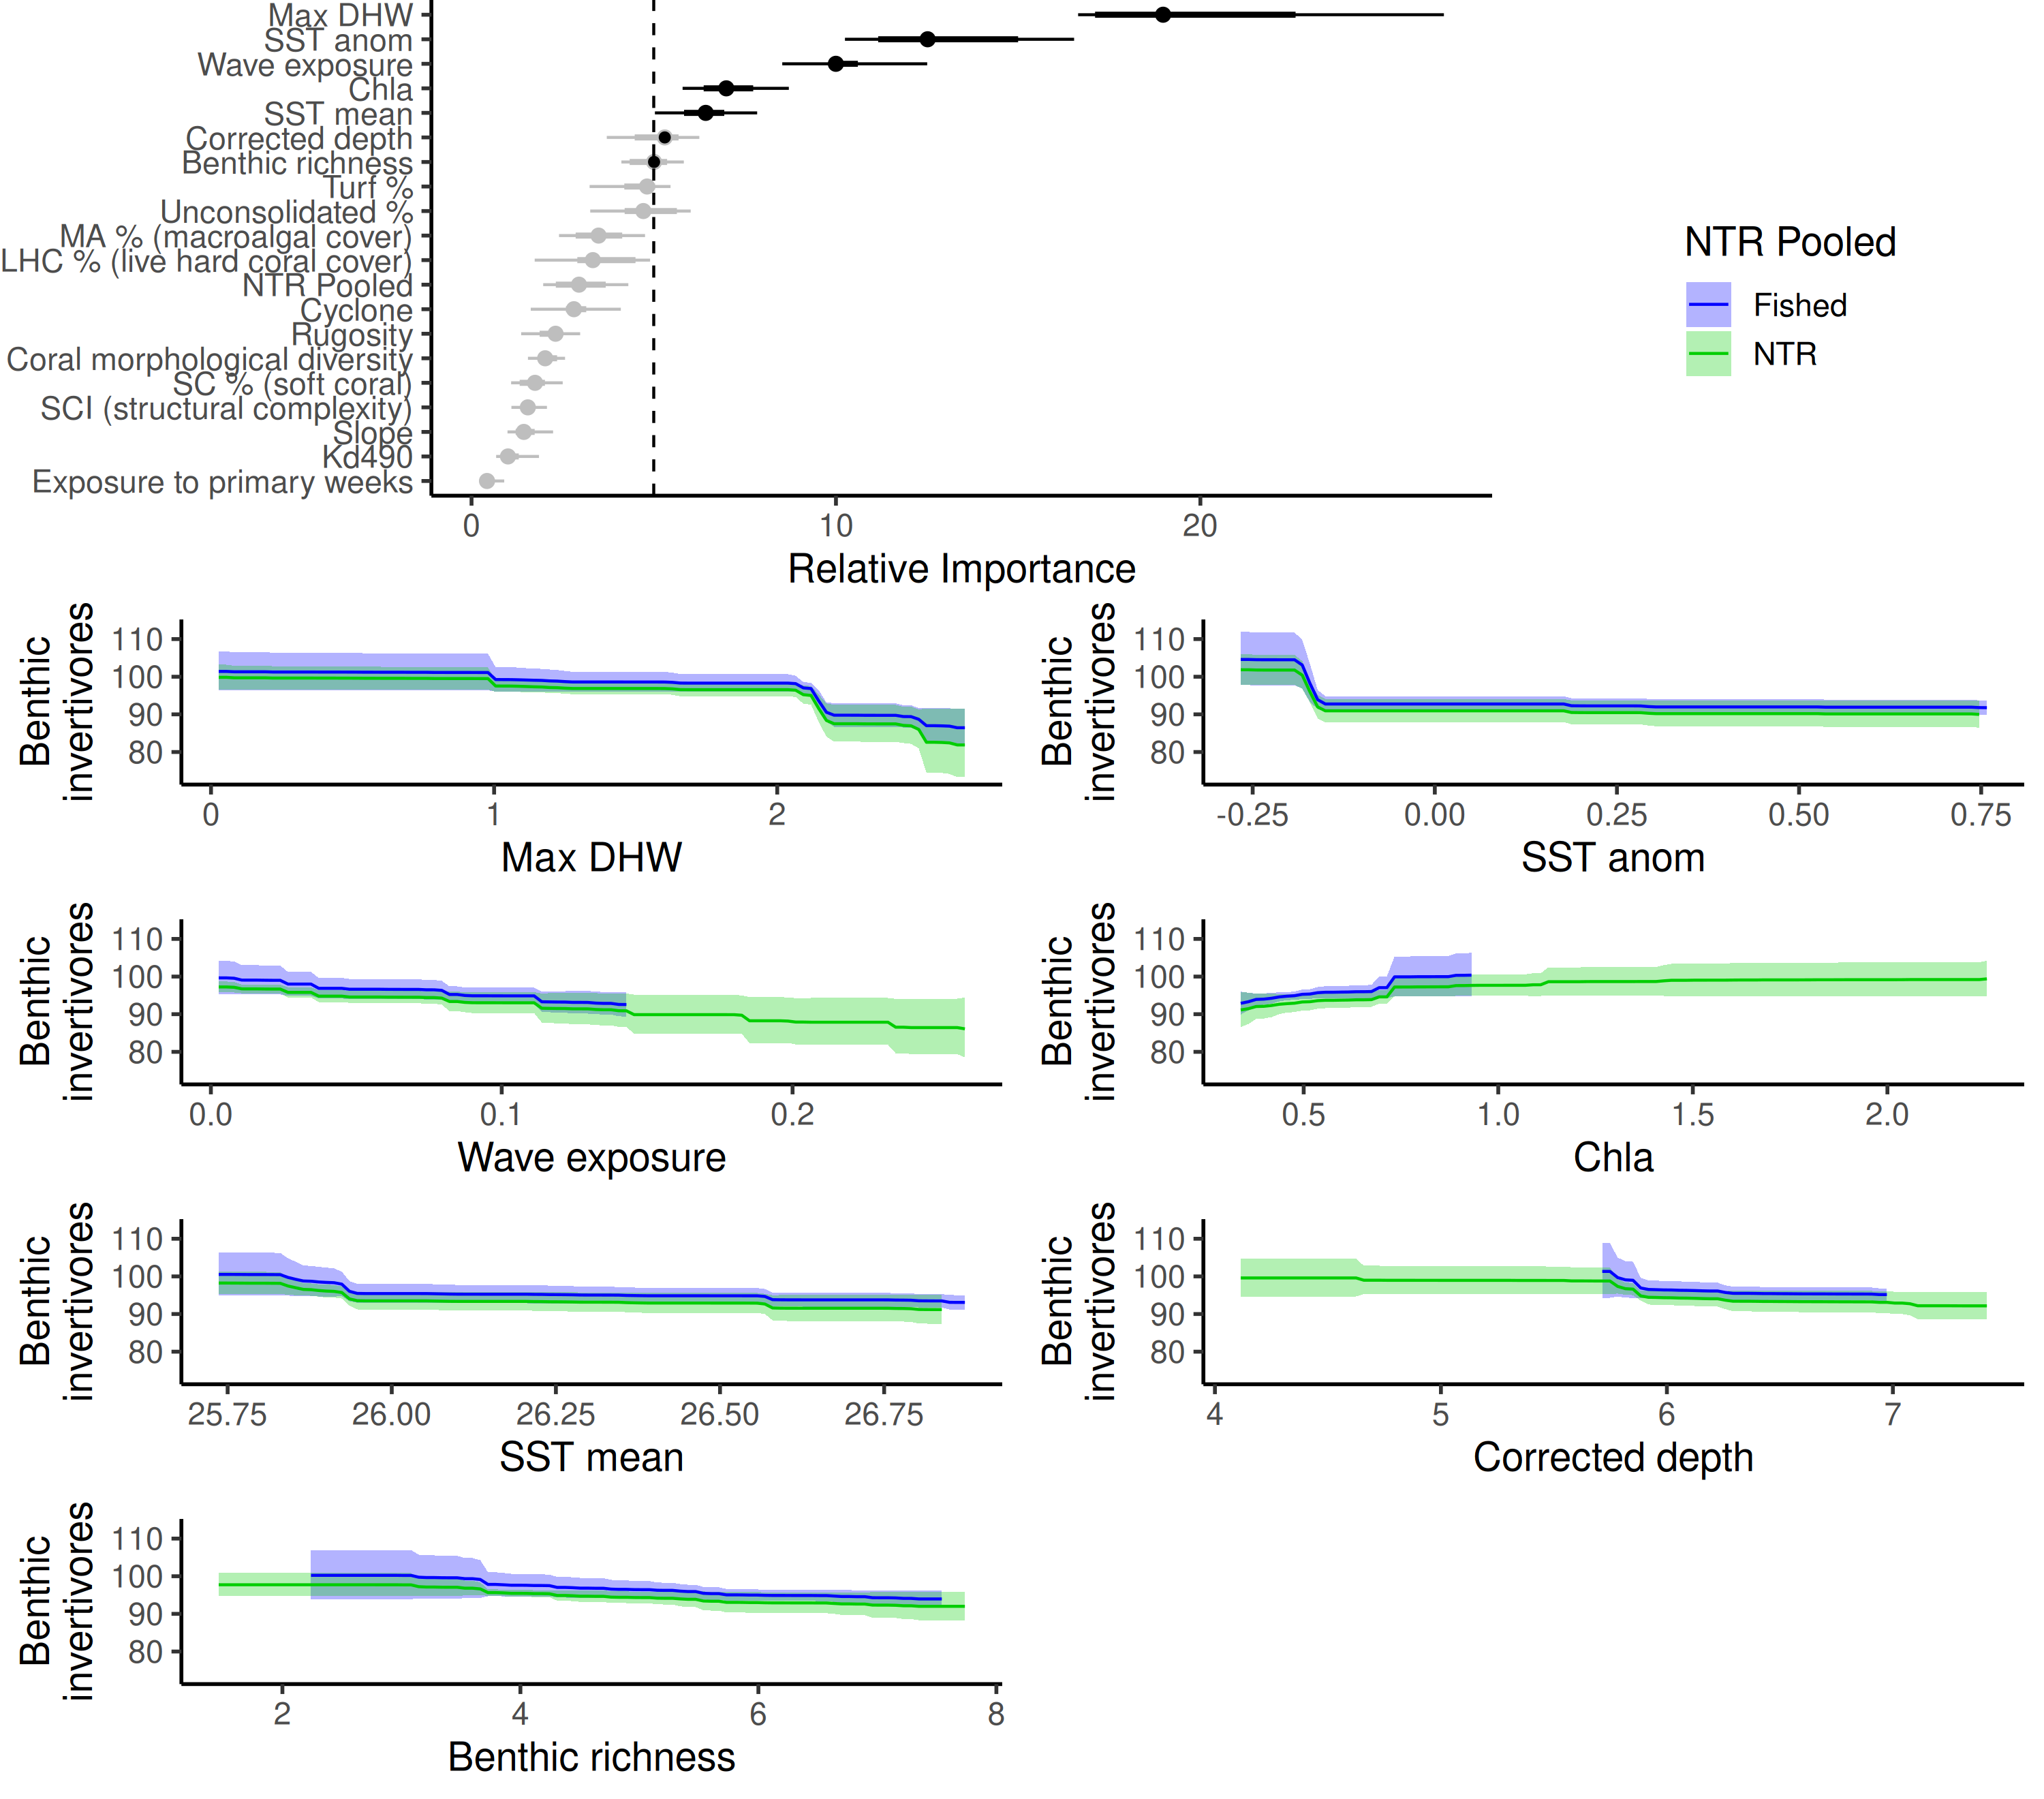 Max DHW
SST anom
Wave exposure
Chla
SST mean
Corrected depth
Benthic richness
Turf %
Unconsolidated %
MA % (macroalgal cover)
LHC % (live hard coral cover)
NTR Pooled
Cyclone
Rugosity
Coral morphological diversity
SC % (soft coral)
SCI (structural complexity)
Slope
Kd490
Exposure to primary weeks
0 10 20
Relative Importance
NTR Pooled
Fished
NTR
Benthic
invertivores
110
100
90
80
0 1 2
Max DHW
Benthic
invertivores
110
100
90
80
-0.25 0.00 0.25 0.50 0.75
SST anom
Benthic
invertivores
110
100
90
80
0.0 0.1 0.2
Wave exposure
Benthic
invertivores
110
100
90
80
0.5 1.0 1.5 2.0
Chla
Benthic
invertivores
110
100
90
80
25.75 26.00 26.25 26.50 26.75
SST mean
Benthic
invertivores
110
100
90
80
4 5 6 7
Corrected depth
Benthic
invertivores
110
100
90
80
2 4 6 8
Benthic richness